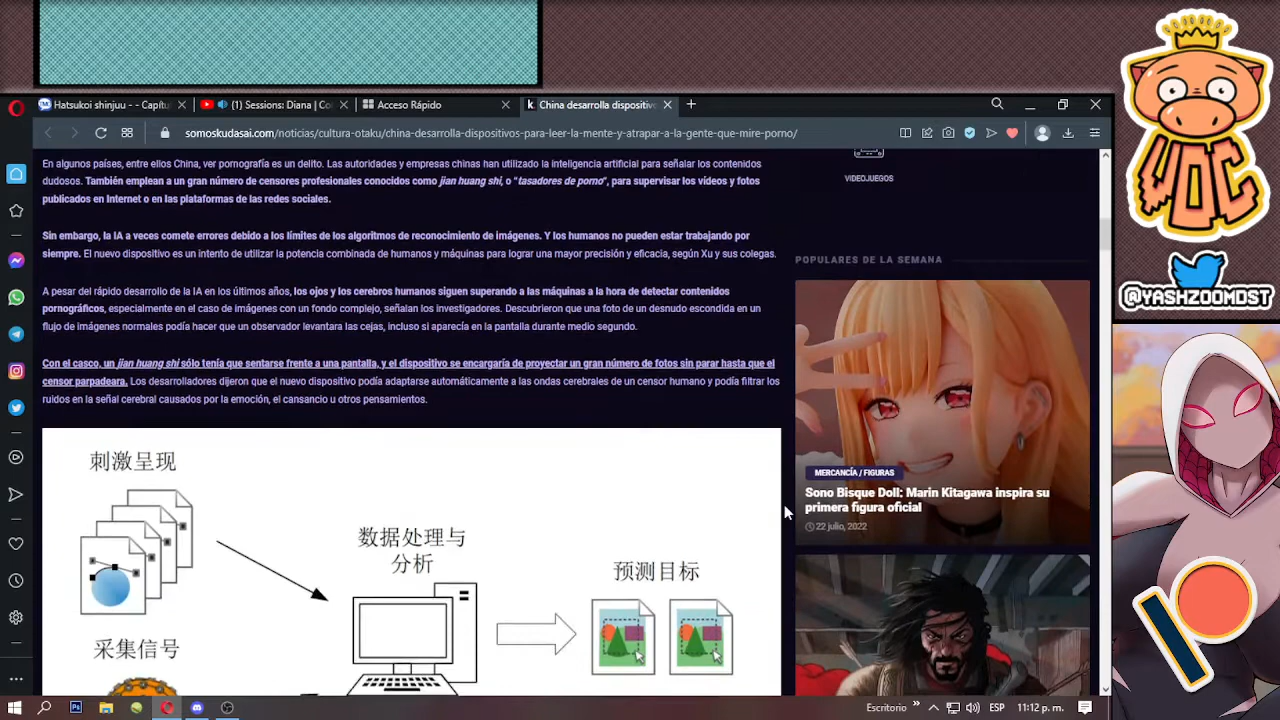 Hatsukoi shinjuu - - Capítu
(1) Sessions: Diana | Co
Acceso Rápido
China desarrolla dispositivo
somoskudasai.com/noticias/cultura-otaku/china-desarrolla-dispositivos-para-leer-la-mente-y-atrapar-a-la-gente-que-mire-porno/
En algunos países, entre ellos China, ver pornografía es un delito. Las autoridades y empresas chinas han utilizado la inteligencia artificial para señalar los contenidos
dudosos. También emplean a un gran número de censores profesionales conocidos como jian huang shi, o "tasadores de porno", para supervisar los vídeos y fotos
publicados en Internet o en las plataformas de las redes sociales.
Sin embargo, la IA a veces comete errores debido a los límites de los algoritmos de reconocimiento de imágenes. Y los humanos no pueden estar trabajando por
siempre. El nuevo dispositivo es un intento de utilizar la potencia combinada de humanos y máquinas para lograr una mayor precisión y eficacia, según Xu y sus colegas.
A pesar del rápido desarrollo de la IA en los últimos años, los ojos y los cerebros humanos siguen superando a las máquinas a la hora de detectar contenidos
pornográficos, especialmente en el caso de imágenes con un fondo complejo, señalan los investigadores. Descubrieron que una foto de un desnudo escondida en un
flujo de imágenes normales podía hacer que un observador levantara las cejas, incluso si aparecía en la pantalla durante medio segundo.
Con el casco, un jian huang shi sólo tenía que sentarse frente a una pantalla, y el dispositivo se encargaría de proyectar un gran número de fotos sin parar hasta que el
censor parpadeara. Los desarrolladores dijeron que el nuevo dispositivo podía adaptarse automáticamente a las ondas cerebrales de un censor humano y podía filtrar los
ruidos en la señal cerebral causados por la emoción, el cansancio u otros pensamientos.
刺激呈现
数据处理与
分析
预测目标
采集信号
VIDEOJUEGOS
POPULARES DE LA SEMANA
MERCANCÍA / FIGURAS
Sono Bisque Doll: Marin Kitagawa inspira su
primera figura oficial
22 julio, 2022
@YASHZOOMDST
Escritorio
ESP
11:12 p. m.